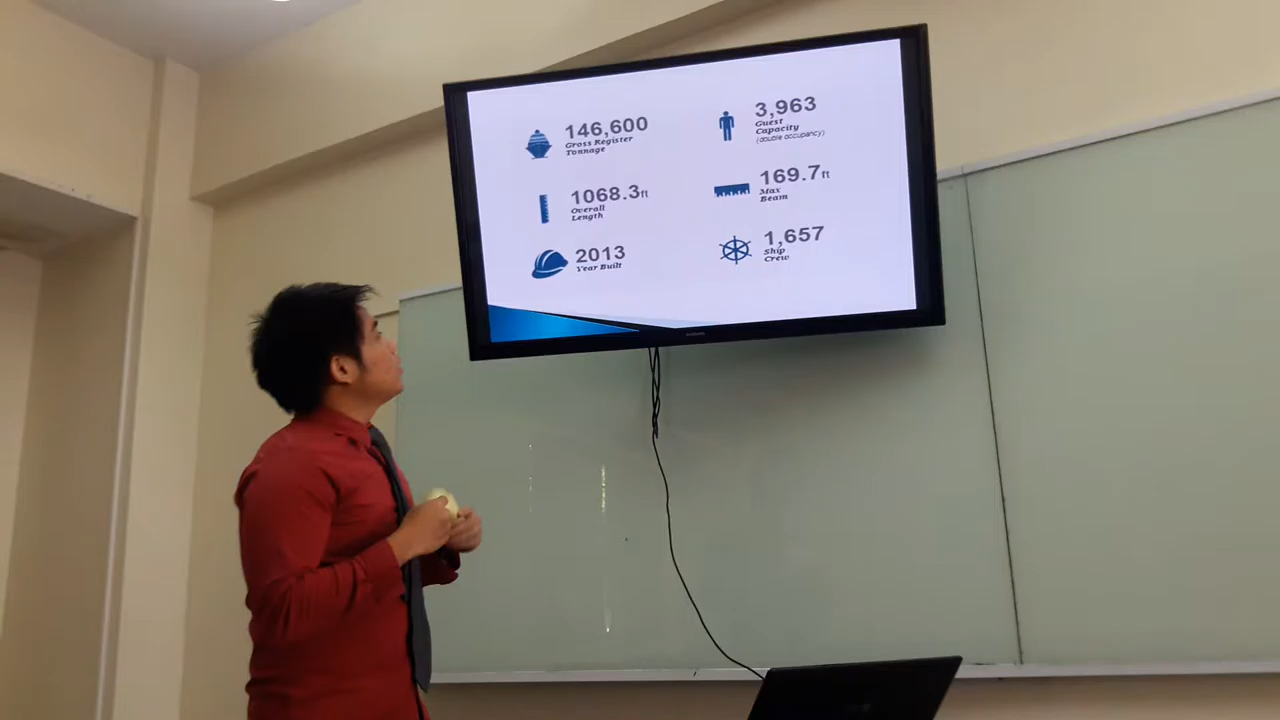 146,600
Gross Register
Tonnage
3,963
Guest
Capacity
(double occupancy)
1068.3ft
Overall
Length
169.7ft
Max
Beam
2013
Year Built
1,657
Ship
Crew